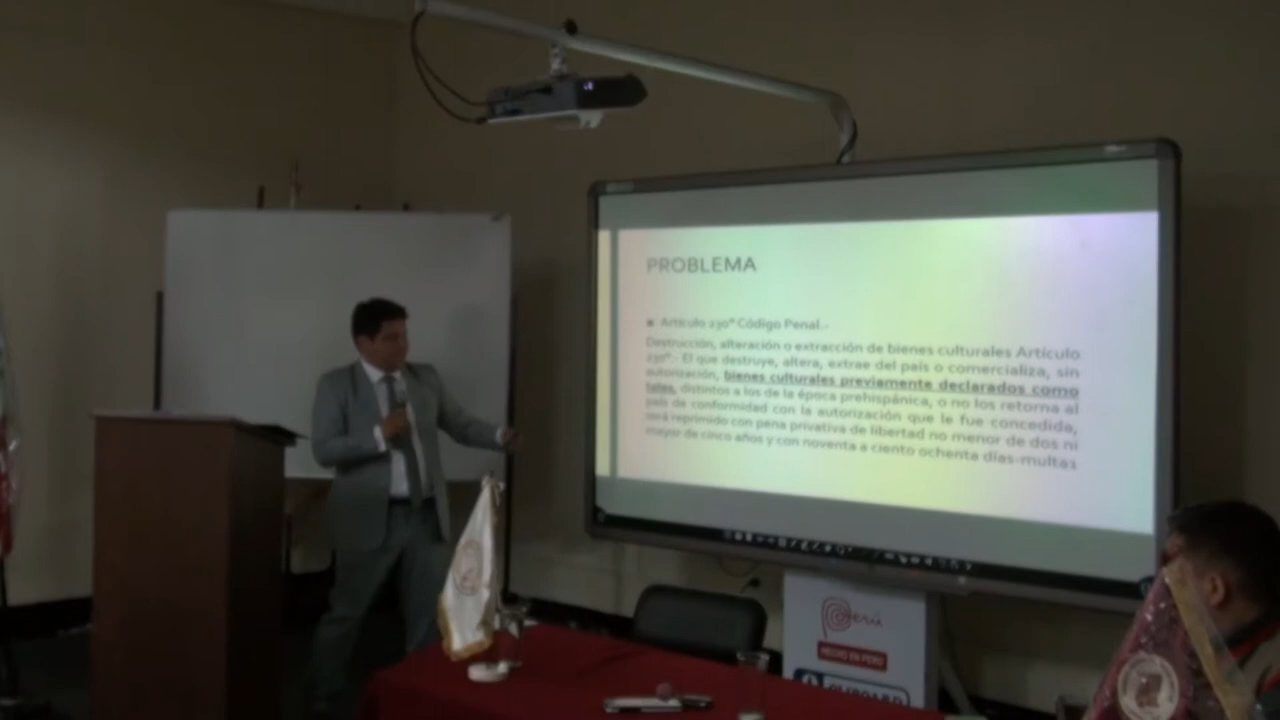 PROBLEMA
Artículo 230° Código Penal.-
Destrucción, alteración o extracción de bienes culturales Artículo
230°.- El que destruye, altera, extrae del país o comercializa, sin
autorización, bienes culturales previamente declarados como
tales, distintos a los de la época prehispánica, o no los retorna al
país de conformidad con la autorización que le fue concedida,
será reprimido con pena privativa de libertad no menor de dos ni
mayor de cinco años y con noventa a ciento ochenta días-multas
Perú
HECHO EN PERÚ